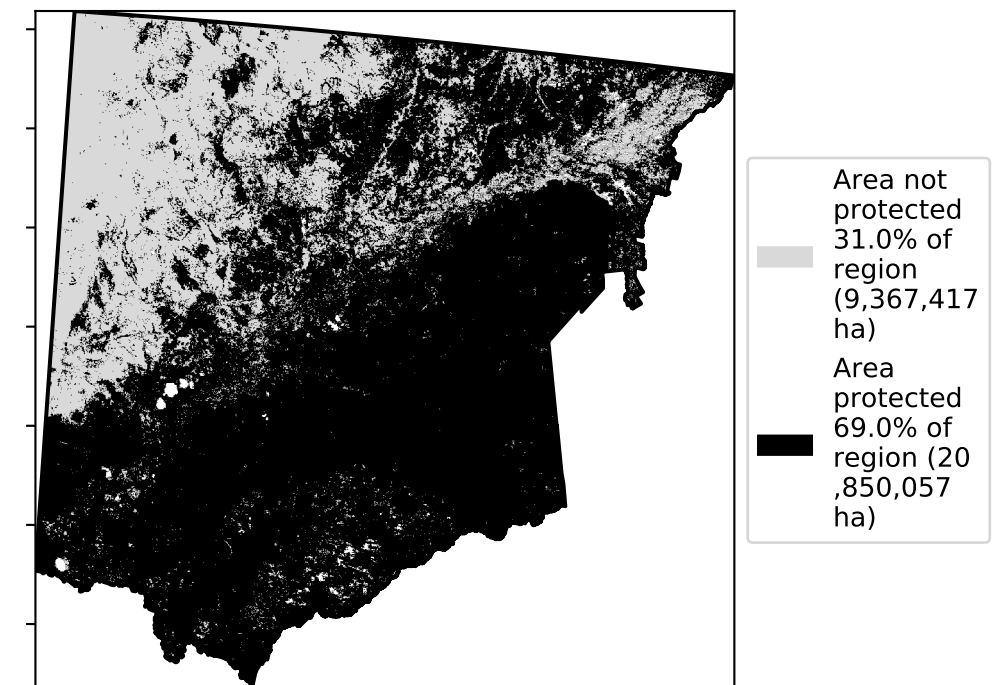 Area not
protected
31.0% of
region
(9,367,417
ha)
Area
protected
69.0% of
region (20
,850,057
ha)